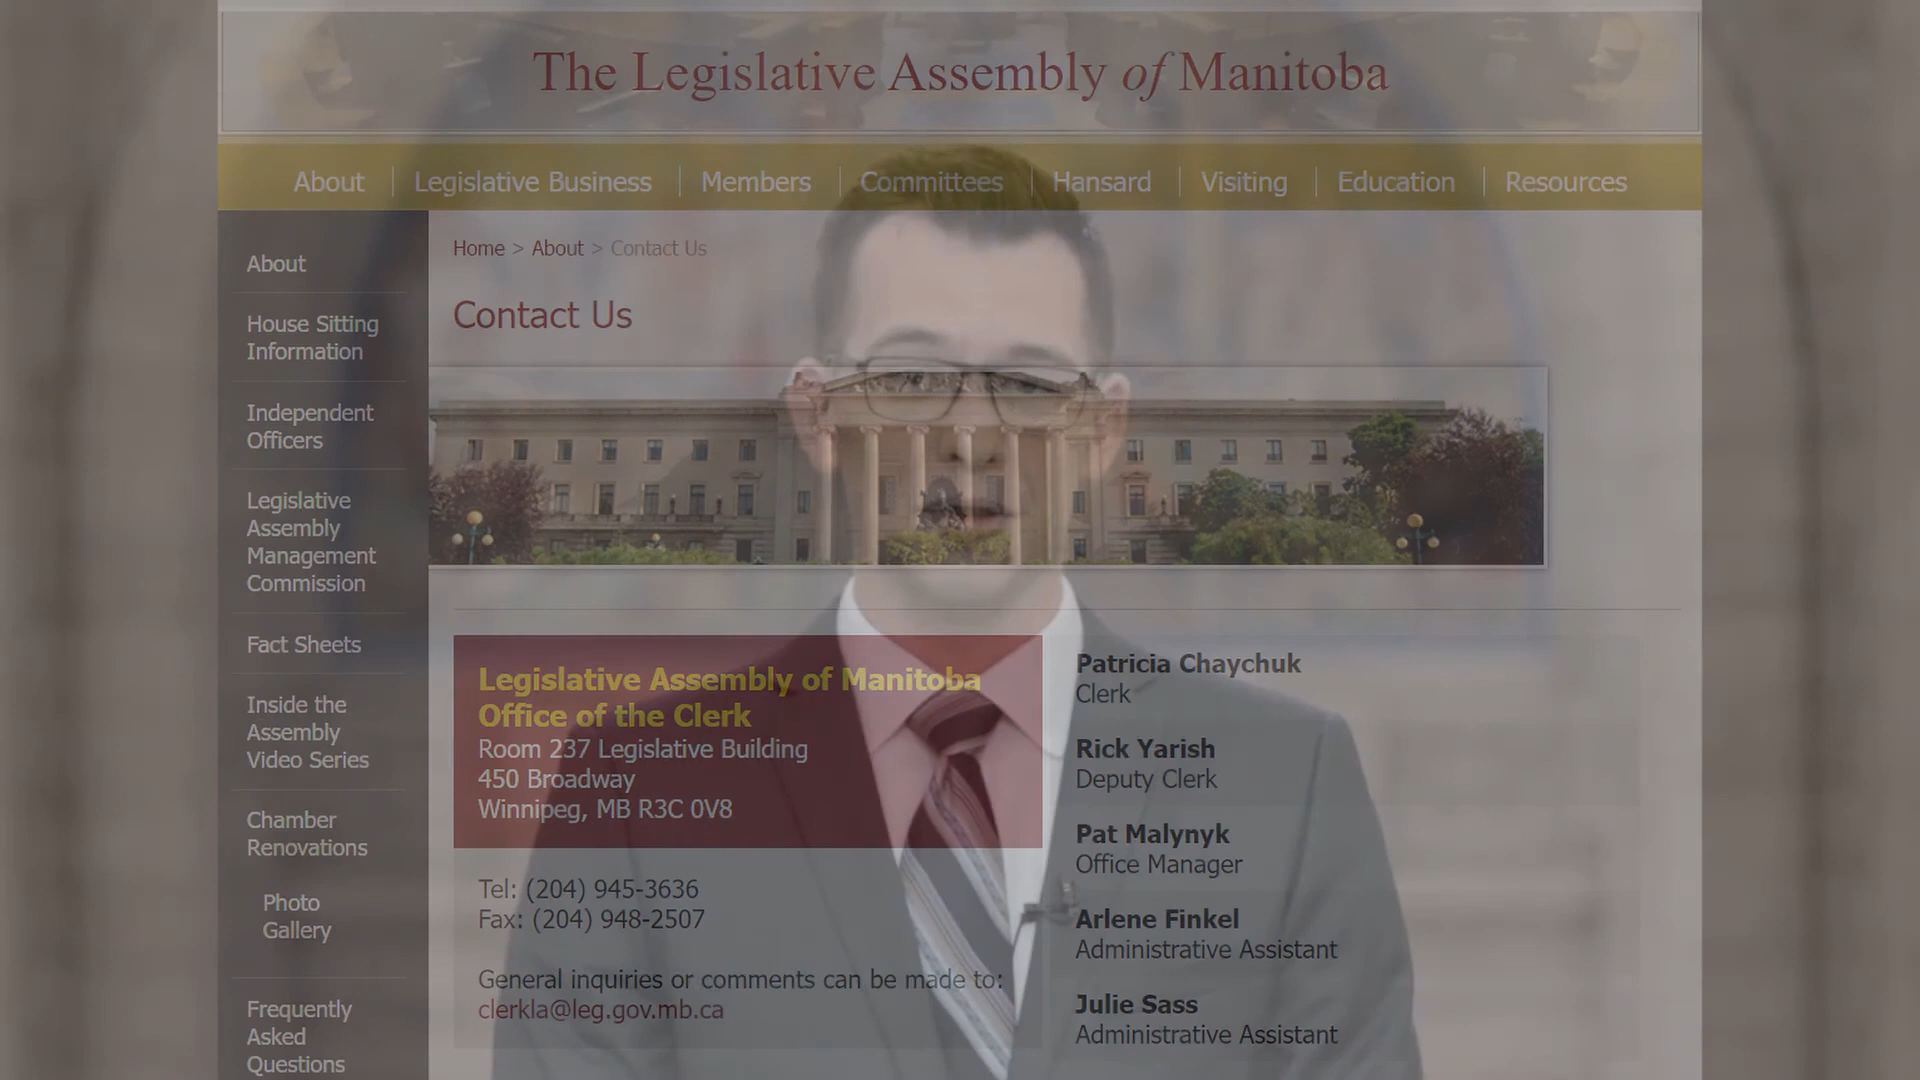 The Legislative Assembly of Manitoba
About
Legislative Business
Members
Committees
Hansard
Visiting
Education
Resources
About
House Sitting
Information
Independent
Officers
Legislative
Assembly
Management
Commission
Fact Sheets
Inside the
Assembly
Video Series
Chamber
Renovations
Photo
Gallery
Frequently
Asked
Questions
Home > About > Contact Us
Contact Us
Legislative Assembly of Manitoba
Office of the Clerk
Room 237 Legislative Building
450 Broadway
Winnipeg, MB R3C 0V8
Tel: (204) 945-3636
Fax: (204) 948-2507
General inquiries or comments can be made to:
clerkla@leg.gov.mb.ca
Patricia Chaychuk
Clerk
Rick Yarish
Deputy Clerk
Pat Malynyk
Office Manager
Arlene Finkel
Administrative Assistant
Julie Sass
Administrative Assistant